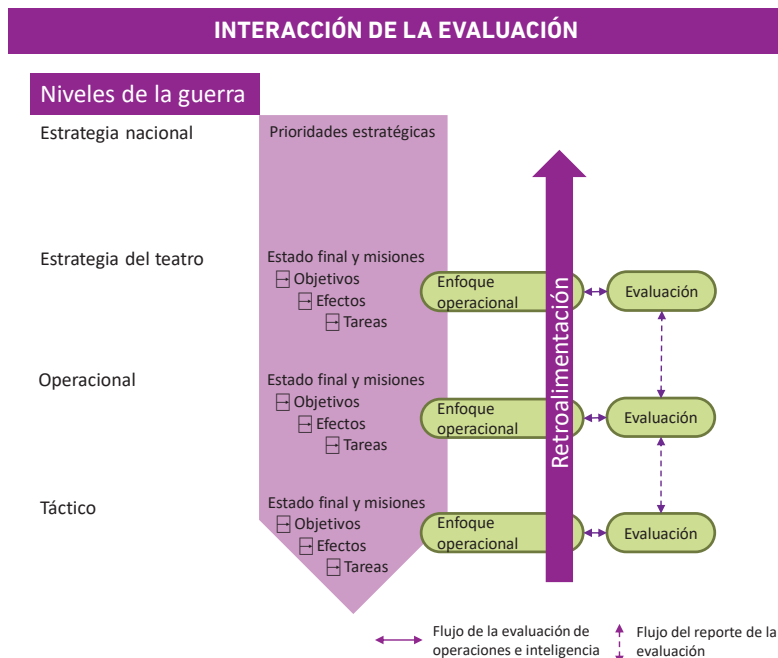 INTERACCIÓN DE LA EVALUACIÓN
Niveles de la guerra
Estrategia nacional
Prioridades estratégicas
Estrategia del teatro
Estado final y misiones
Objetivos
Efectos
Tareas
Enfoque
operacional
Evaluación
Operacional
Estado final y misiones
Objetivos
Efectos
Tareas
Enfoque
operacional
Evaluación
Táctico
Estado final y misiones
Objetivos
Efectos
Tareas
Enfoque
operacional
Evaluación
Retroalimentación
Flujo de la evaluación de
operaciones e inteligencia
Flujo del reporte de la
evaluación